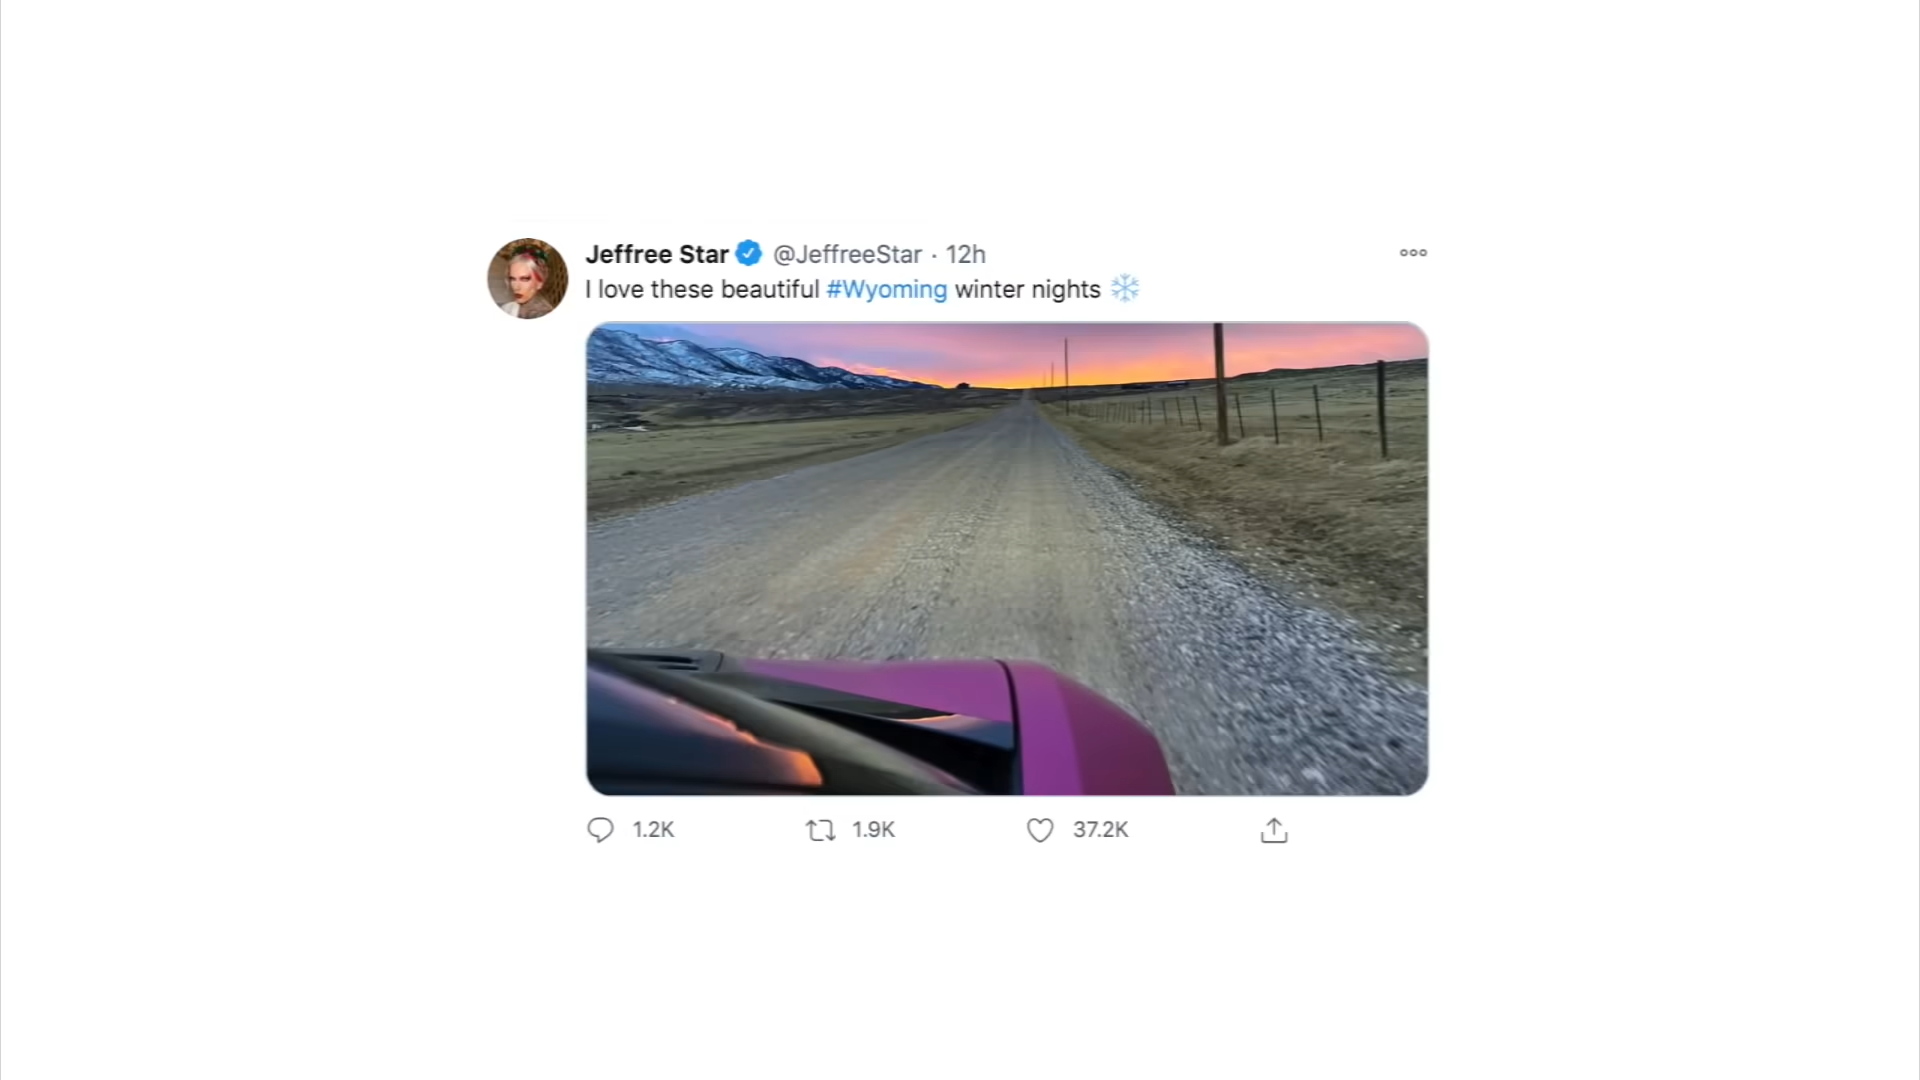 Jeffree Star @JeffreeStar · 12h
I love these beautiful #Wyoming winter nights ❄️
1.2K 1.9K 37.2K